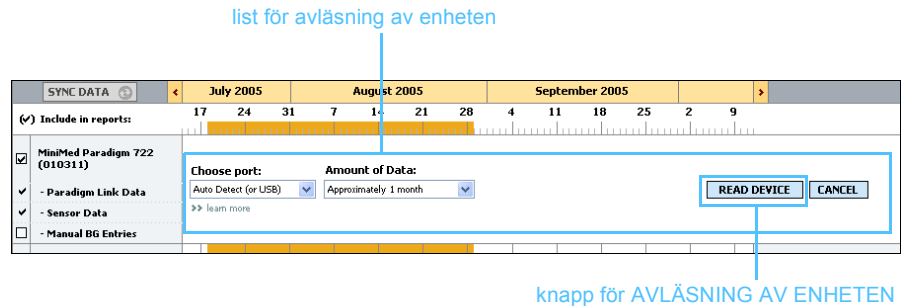 list för avläsning av enheten
SYNC DATA
July 2005 August 2005 September 2005
(✔) Include in reports:
17 24 31 7 14 21 28 4 11 18 25 2 9
MiniMed Paradigm 722
(010311)
- Paradigm Link Data
- Sensor Data
- Manual BG Entries
Choose port: Amount of Data:
Auto Detect (or USB) Approximately 1 month
>> learn more
READ DEVICE CANCEL
knapp för AVLÄSNING AV ENHETEN